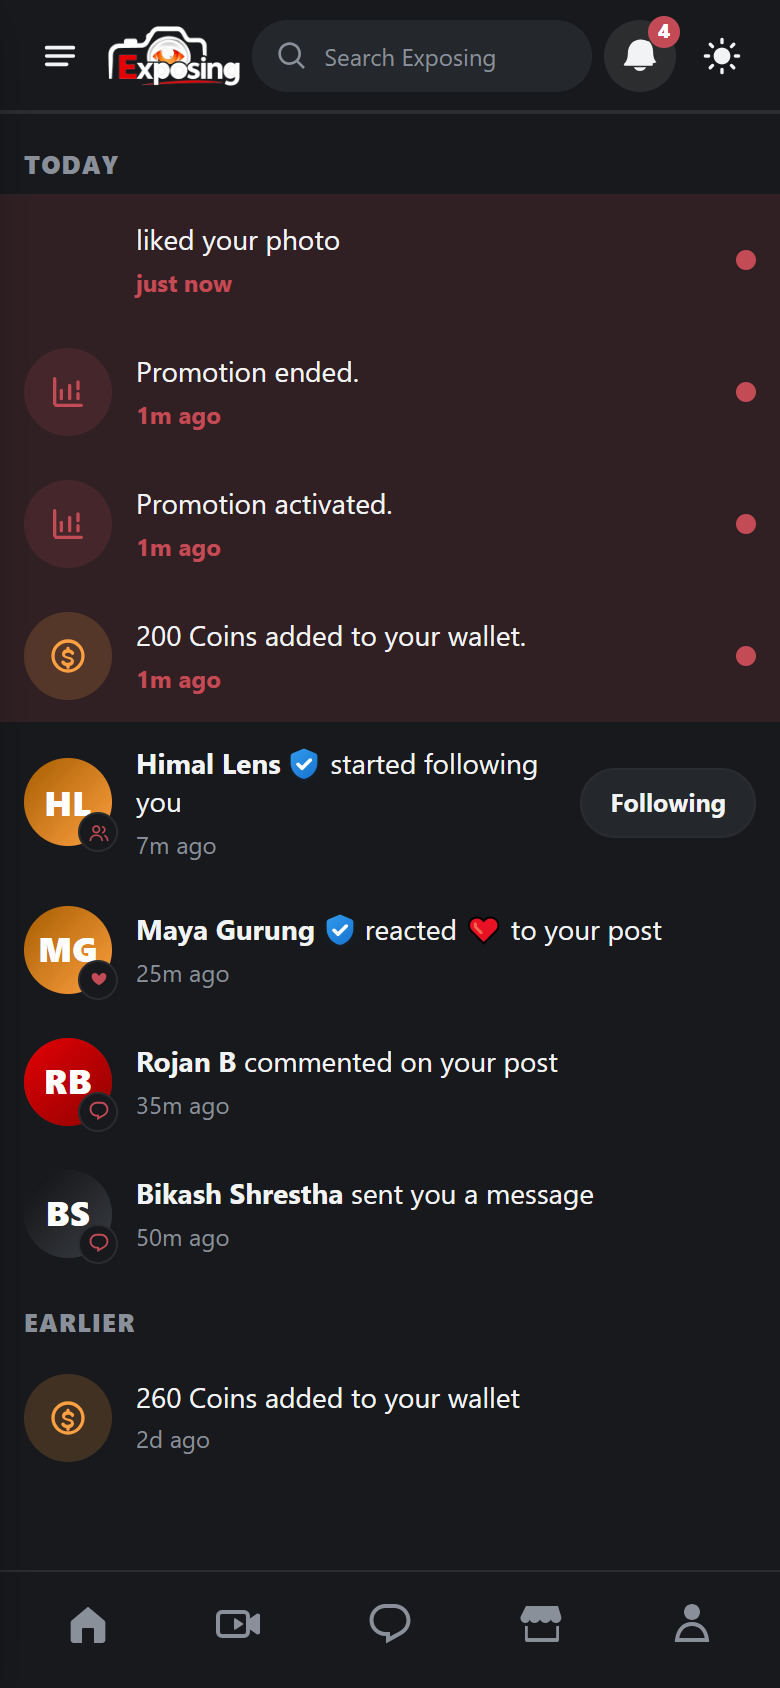 Exposing
Search Exposing
4
TODAY
liked your photo
just now
Promotion ended.
1m ago
Promotion activated.
1m ago
200 Coins added to your wallet.
1m ago
HL
Himal Lens started following
you
7m ago
Following
MG
Maya Gurung reacted ❤️ to your post
25m ago
RB
Rojan B commented on your post
35m ago
BS
Bikash Shrestha sent you a message
50m ago
EARLIER
260 Coins added to your wallet
2d ago